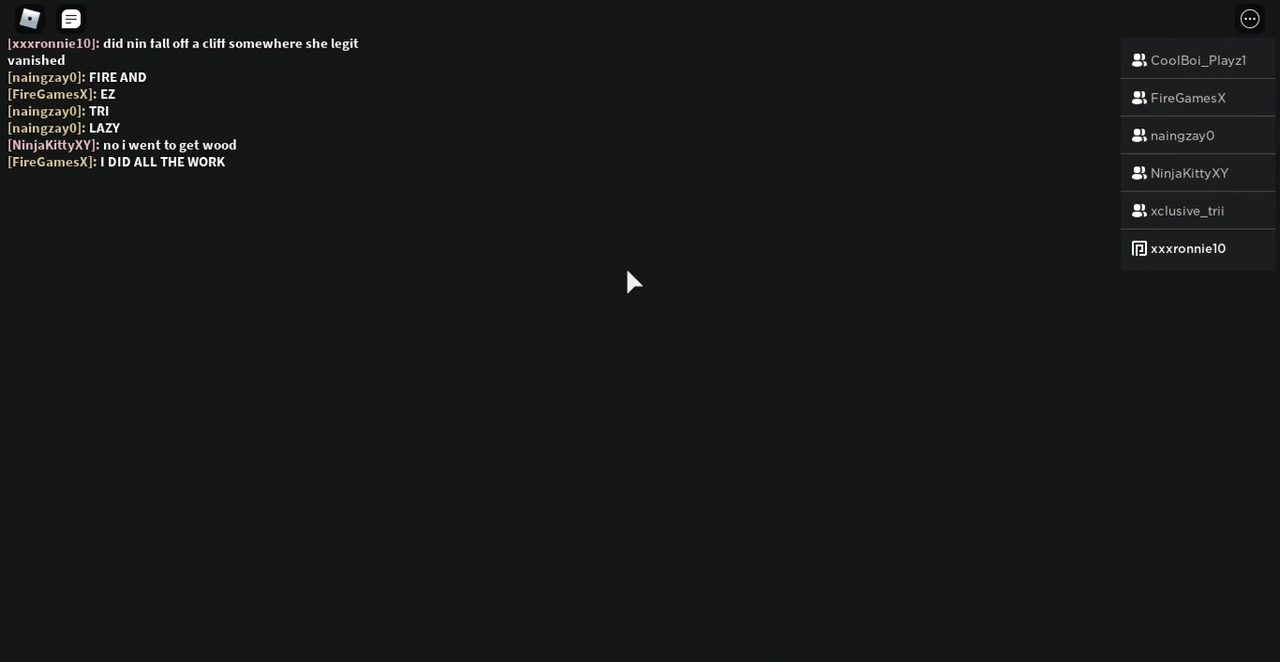 [xxxronnie10]: did nin fall off a cliff somewhere she legit
vanished
[naingzay0]: FIRE AND
[FireGamesX]: EZ
[naingzay0]: TRI
[naingzay0]: LAZY
[NinjaKittyXY]: no i went to get wood
[FireGamesX]: I DID ALL THE WORK
CoolBoi_Playz1
FireGamesX
naingzay0
NinjaKittyXY
xclusive_trii
xxxronnie10